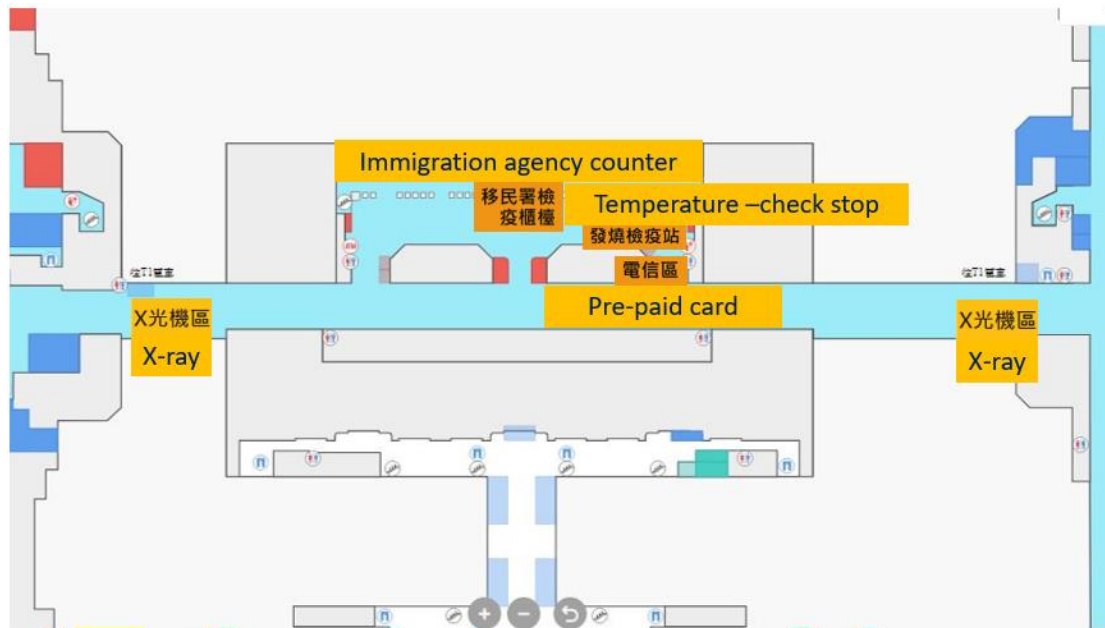 Immigration agency counter
移民署檢
疫櫃檯
Temperature –check stop
發燒檢疫站
電信區
Pre-paid card
X光機區
X-ray
X光機區
X-ray